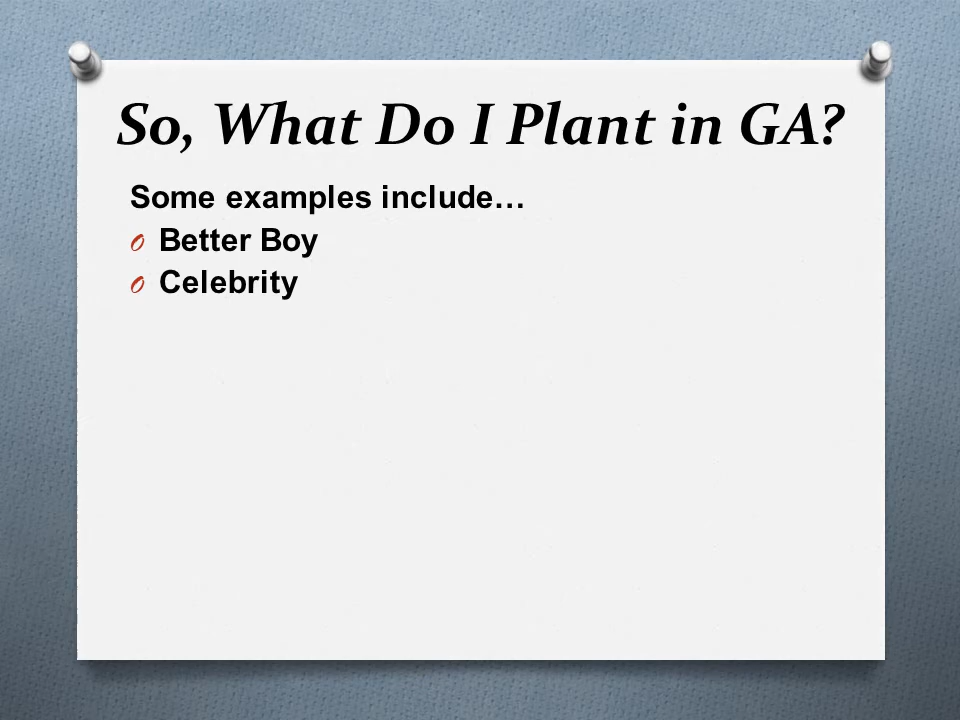 So, What Do I Plant in GA?
Some examples include…
Better Boy
Celebrity